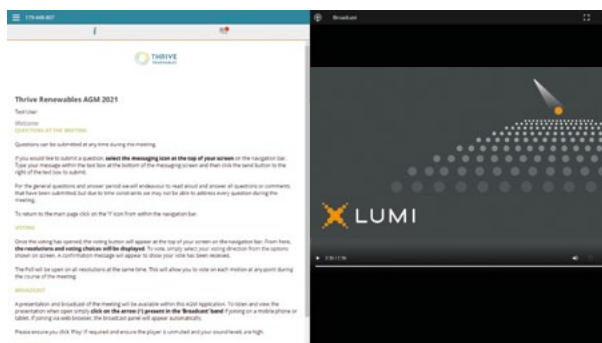 179-449-807
Broadcast
THRIVE
RENEWABLES
Thrive Renewables AGM 2021
Test User
Welcome
QUESTIONS AT THE MEETING
Questions can be submitted at any time during the meeting.
If you would like to submit a question, select the messaging icon at the top of your screen on the navigation bar.
Type your message within the text box at the bottom of the messaging screen and then click the send button to the
right of the text box to submit.
For the general questions and answer period we will endeavour to read aloud and answer all questions or comments
that have been submitted, but due to time constraints we may not be able to address every question during the
meeting.
To return to the main page click on the 'i' icon from within the navigation bar.
VOTING
Once the voting has opened, the voting button will appear at the top of your screen on the navigation bar. From here,
the resolutions and voting choices will be displayed. To vote, simply select your voting direction from the options
shown on screen. A confirmation message will appear to show your vote has been received.
The Poll will be open on all resolutions at the same time. This will allow you to vote on each motion at any point during
the course of the meeting.
BROADCAST
A presentation and broadcast of the meeting will be available within this AGM Application. To listen and view the
presentation when open simply click on the arrow (^) present in the 'Broadcast' band if joining on a mobile phone or
tablet. If joining via web browser, the broadcast panel will appear automatically.
Please ensure you click 'Play' if required and ensure the player is unmuted and your sound levels are high.
LUMI